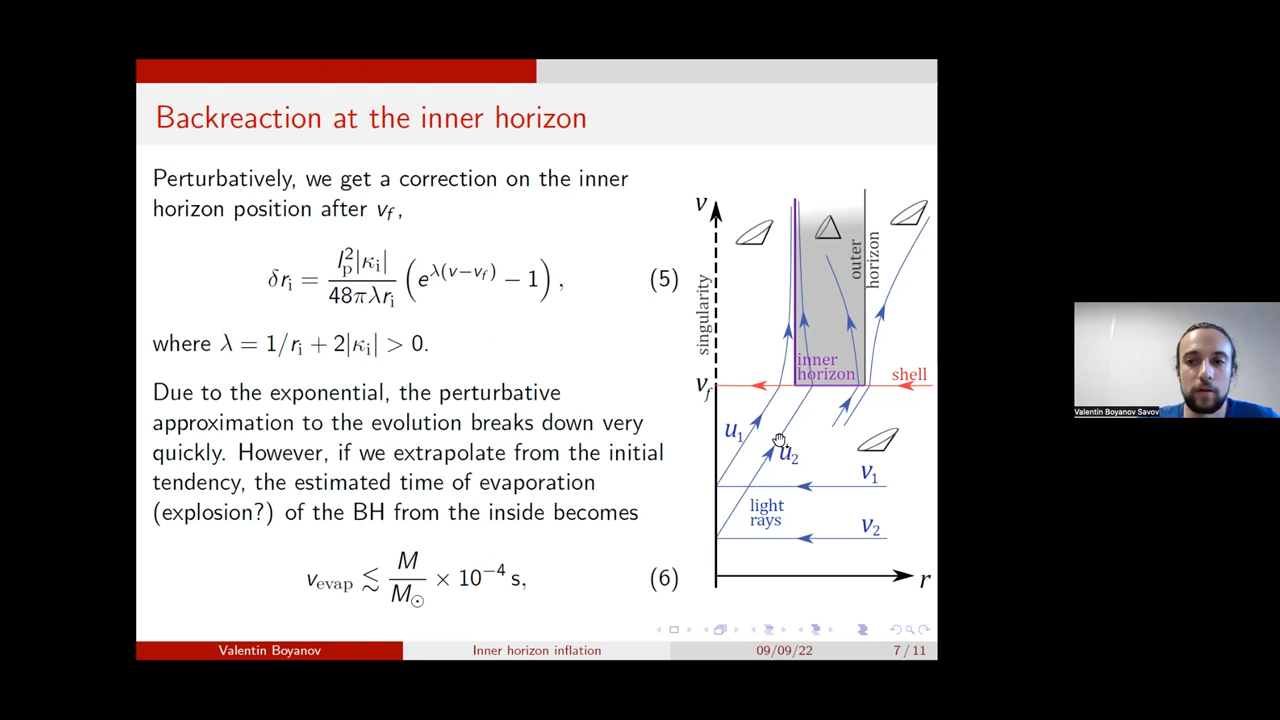 Backreaction at the inner horizon
Perturbatively, we get a correction on the inner
horizon position after v_f,
δr_i = l_p^2|κ_i| / 48πλr_i (e^{λ(v−v_f)} − 1), (5)
where λ = 1/r_i + 2|κ_i| > 0.
Due to the exponential, the perturbative
approximation to the evolution breaks down very
quickly. However, if we extrapolate from the initial
tendency, the estimated time of evaporation
(explosion?) of the BH from the inside becomes
v_evap ≲ M / M_⊙ × 10^{−4} s, (6)
v
singularity
outer
horizon
inner
horizon
v_f
shell
u_1
u_2
v_1
light
rays
v_2
r
Valentin Boyanov
Inner horizon inflation
09/09/22
7 / 11
Valentin Boyanov Savov